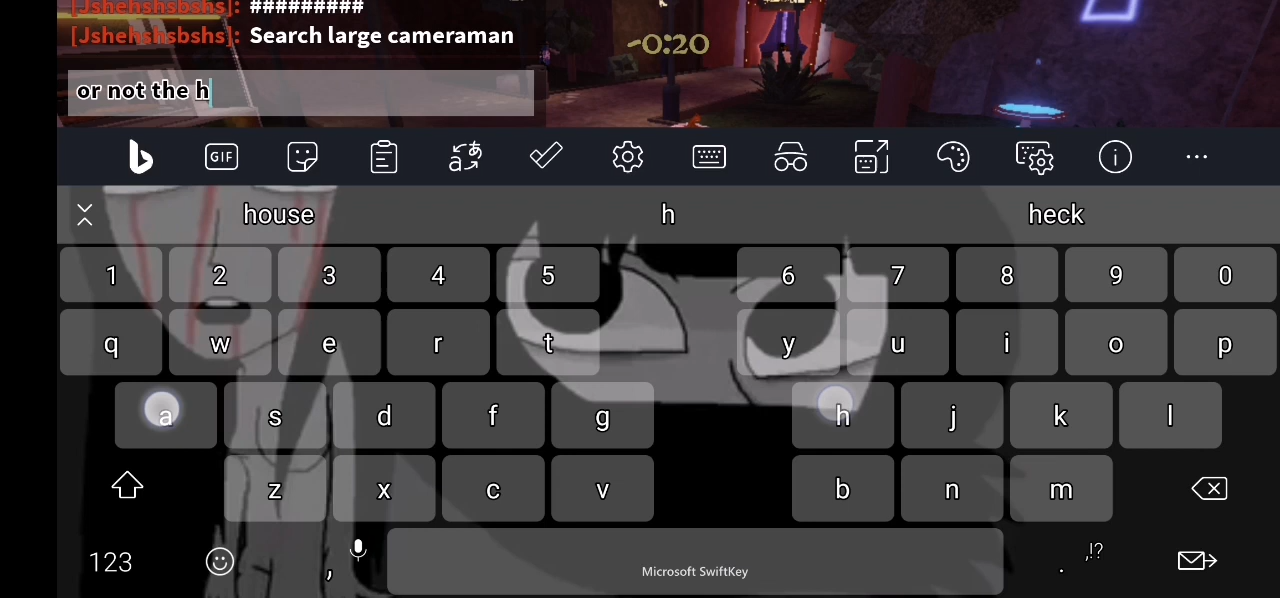 [Jshehshsbshs]: #########
[Jshehshsbshs]: Search large cameraman
-0:20
or not the h
GIF
house h heck
1 2 3 4 5 6 7 8 9 0
q w e r t y u i o p
a s d f g h j k l
z x c v b n m
123 , Microsoft SwiftKey . ,!?